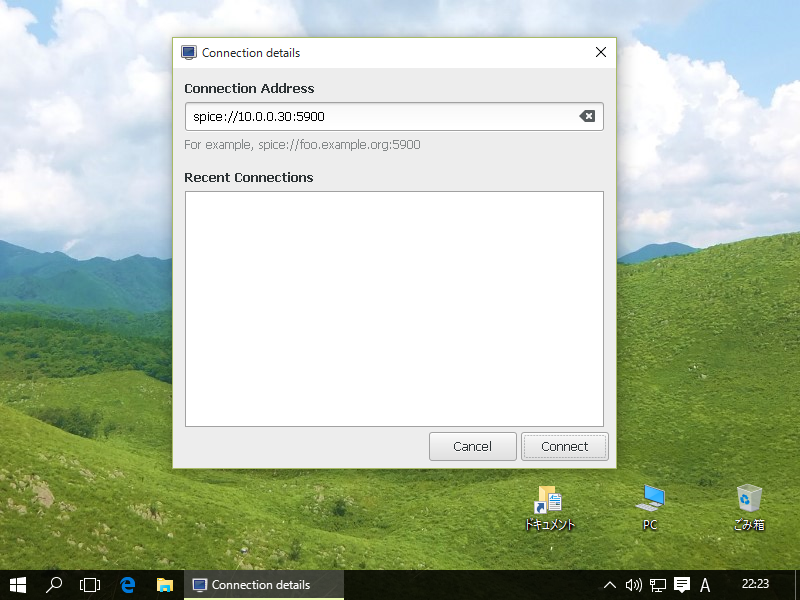 Connection details
Connection Address
spice://10.0.0.30:5900
For example, spice://foo.example.org:5900
Recent Connections
Cancel
Connect
ドキュメント
PC
ごみ箱
Connection details
A
22:23